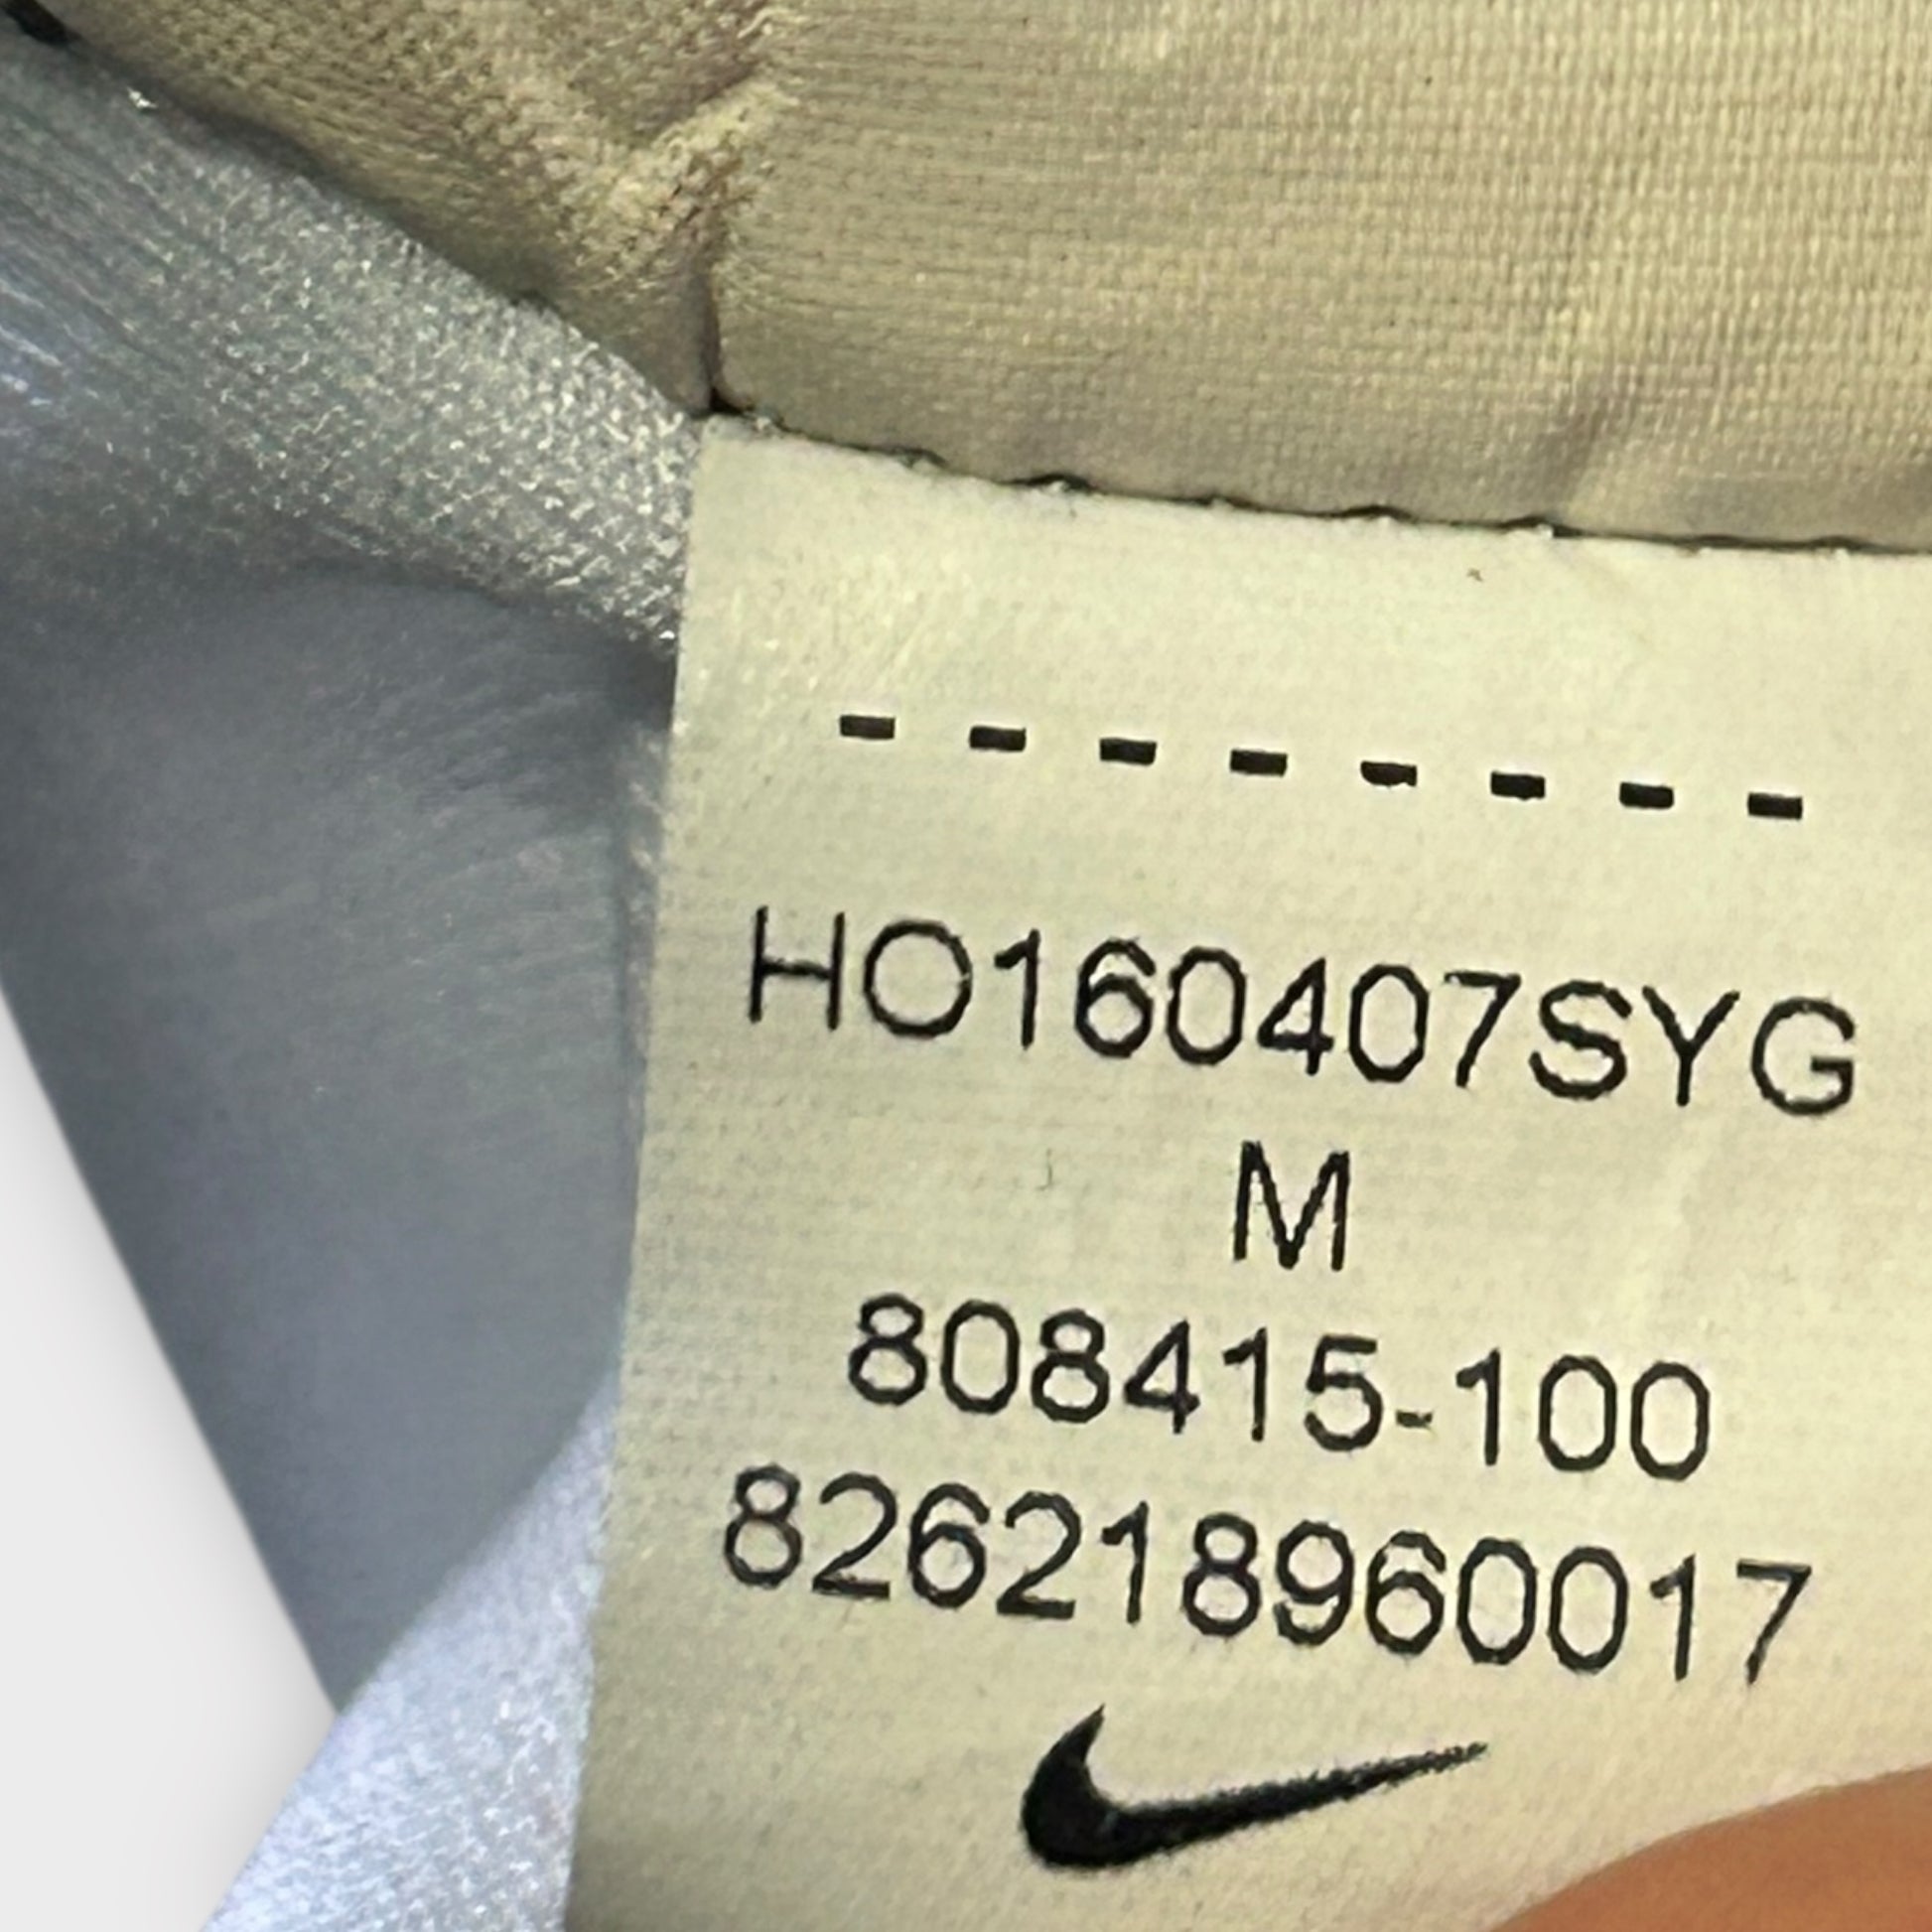 - - - - - - - -
HO160407SYG
M
808415-100
826218960017